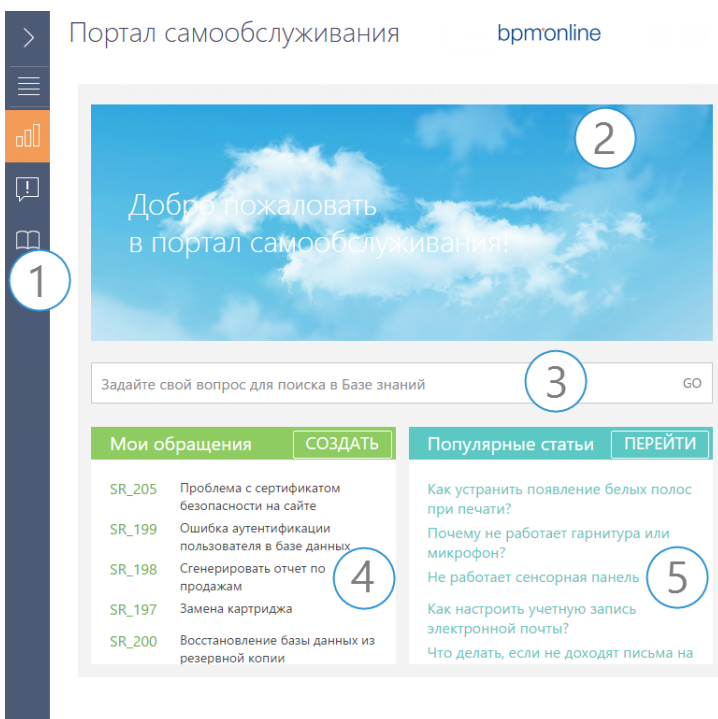 Портал самообслуживания
bpm'online
2
Добро пожаловать
в портал самообслуживания!
1
Задайте свой вопрос для поиска в Базе знаний
3
GO
Мои обращения
СОЗДАТЬ
SR_205 Проблема с сертификатом
безопасности на сайте
SR_199 Ошибка аутентификации
пользователя в базе данных
SR_198 Сгенерировать отчет по
продажам
4
SR_197 Замена картриджа
SR_200 Восстановление базы данных из
резервной копии
Популярные статьи
ПЕРЕЙТИ
Как устранить появление белых полос
при печати?
Почему не работает гарнитура или
микрофон?
Не работает сенсорная панель
5
Как настроить учетную запись
электронной почты?
Что делать, если не доходят письма на